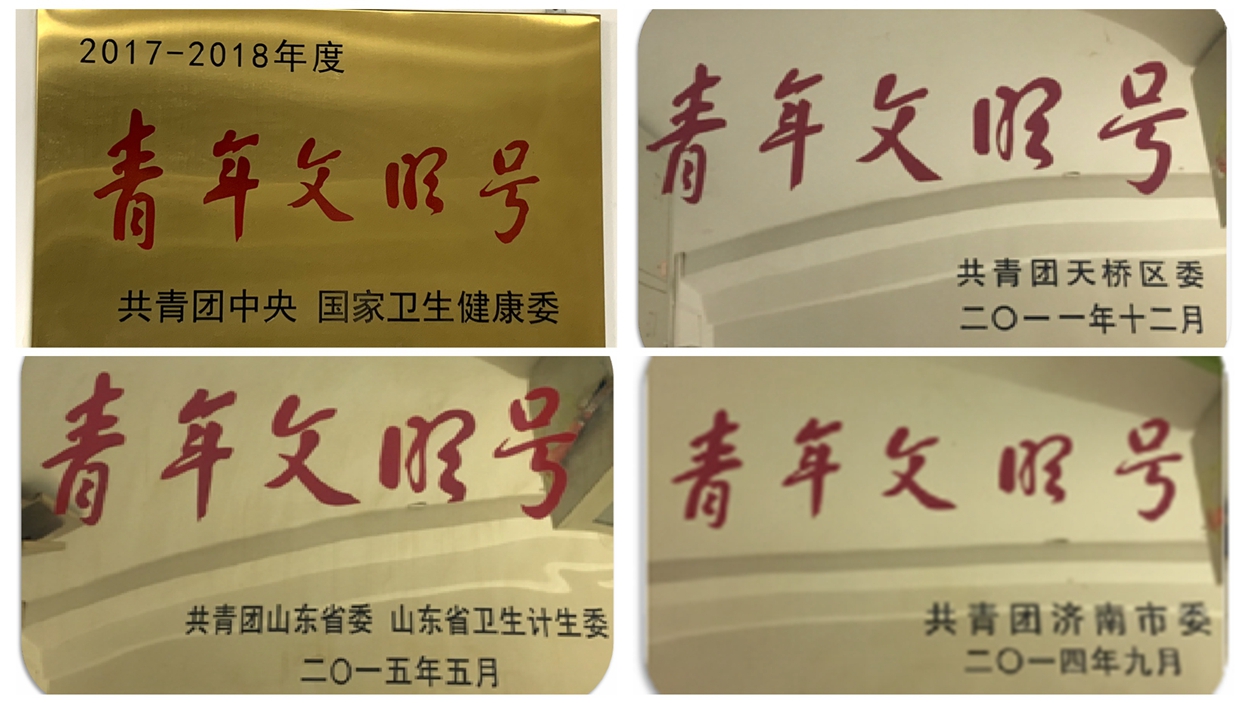 2017-2018年度
青年文明号
共青团中央 国家卫生健康委
青年文明号
共青团天桥区委
二〇一一年十二月
青年文明号
共青团山东省委 山东省卫生计生委
二〇一五年五月
青年文明号
共青团济南市委
二〇一四年九月